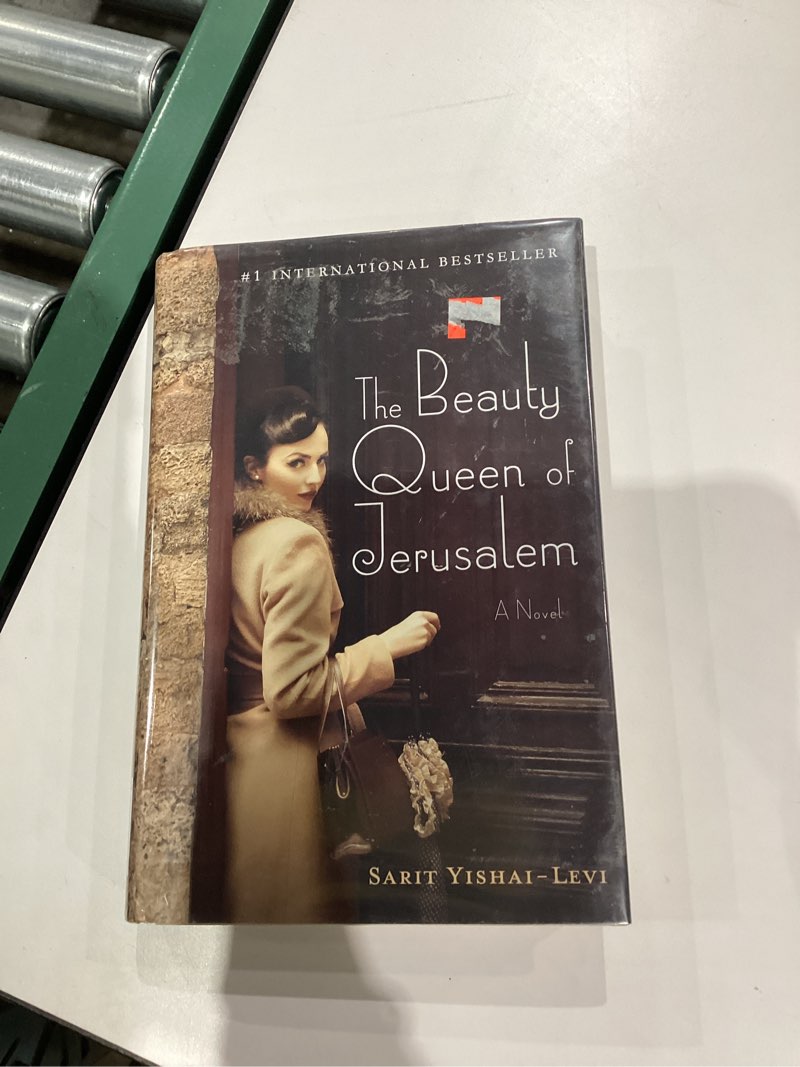 #1 INTERNATIONAL BESTSELLER
The Beauty
Queen of
Jerusalem
A Novel
SARIT YISHAI-LEVI